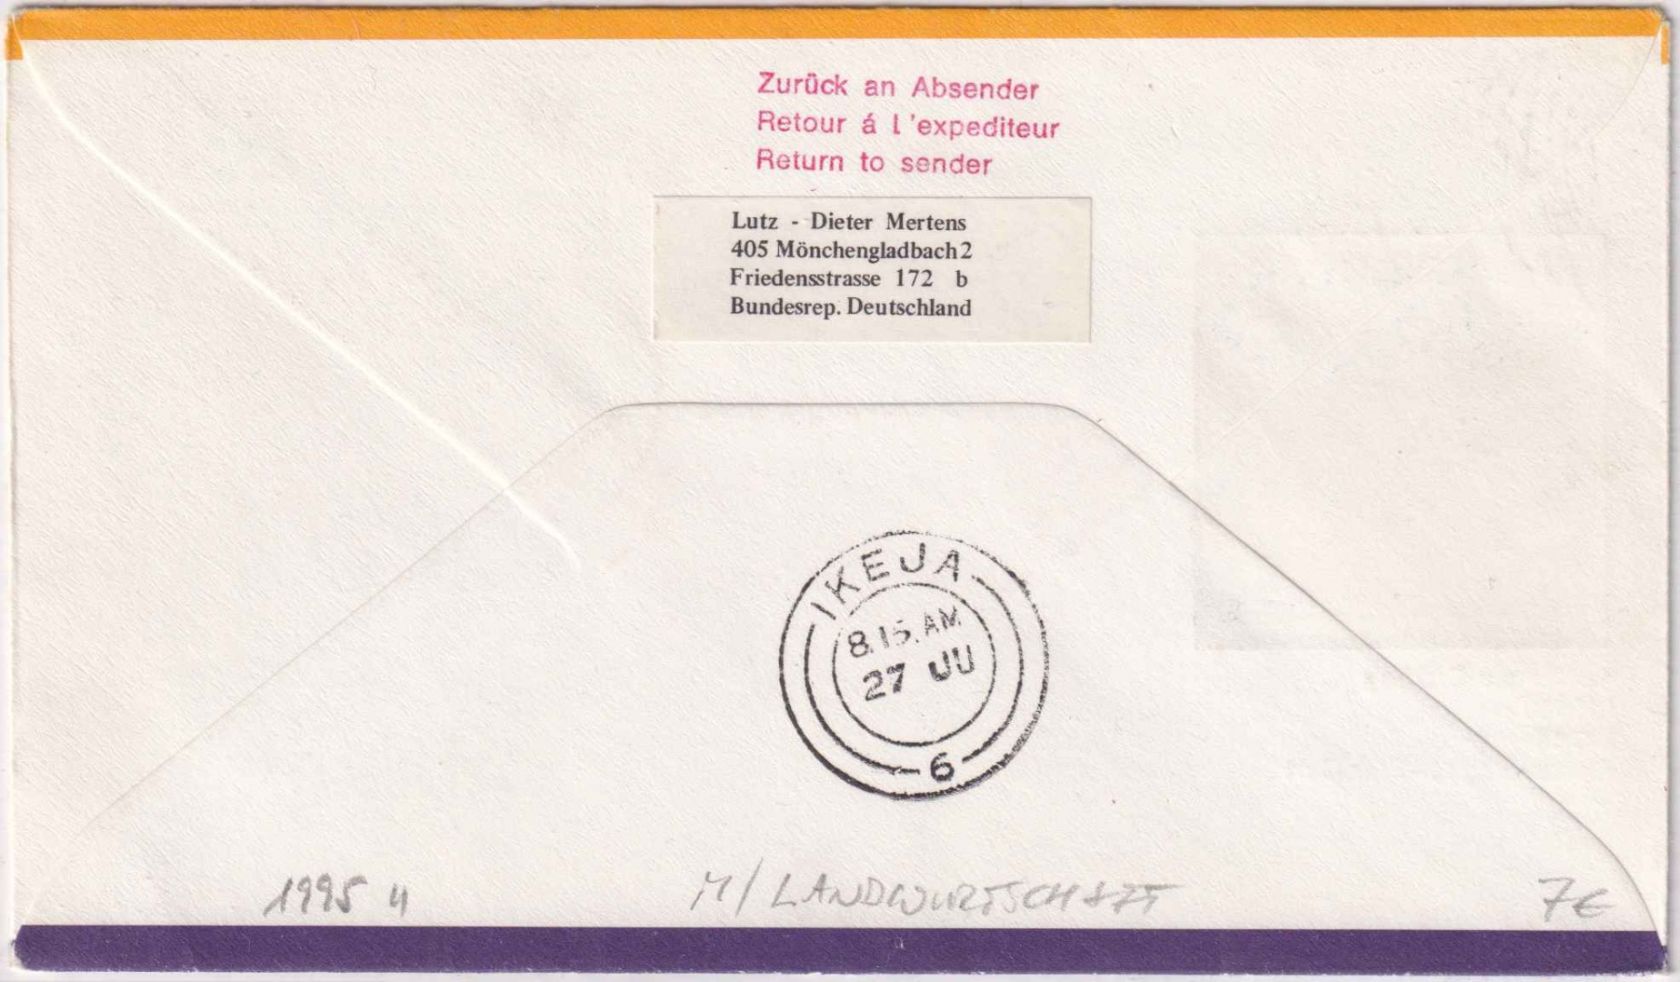 Zurück an Absender
Retour á l'expediteur
Return to sender
Lutz - Dieter Mertens
405 Mönchengladbach 2
Friedensstrasse 172 b
Bundesrep. Deutschland
IKEJA
8.15.AM
27 JU
6
1995 4
M/LANDWIRTSCHAFT
7€